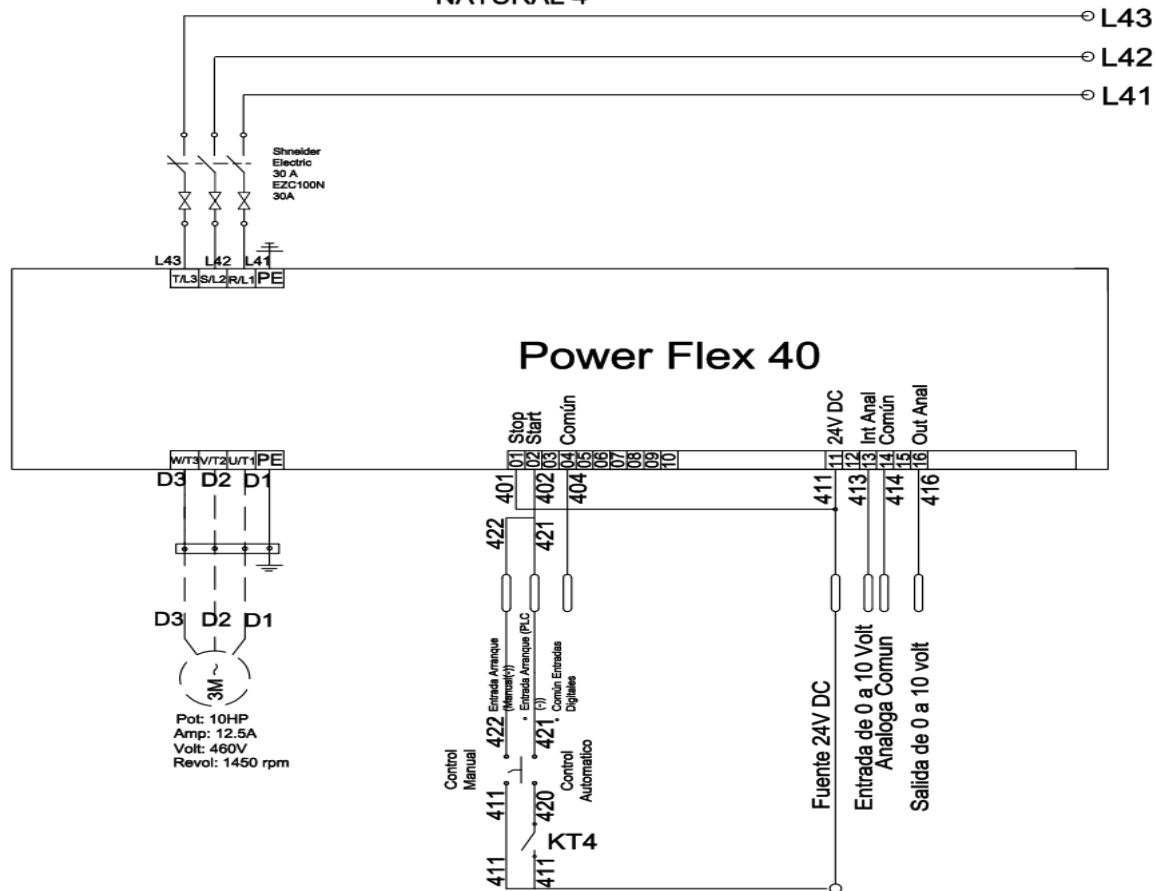 NATURAL 4
L43
L42
L41
Shneider
Electric
30 A
EZC100N
30A
L43 L42 L41
T/L3 S/L2 R/L1 PE
Power Flex 40
Stop
Start
Común
24V DC
Int Anal
Común
Out Anal
W/T3 V/T2 U/T1 PE
01 02 03 04 05 06 07 08 09 10
11 12 13 14 15 16
D3 D2 D1
401 402 404
411 413 414 416
422 421
D3 D2 D1
3M ~
Pot: 10HP
Amp: 12.5A
Volt: 460V
Revol: 1450 rpm
Entrada Arranque
(Manual(-))
• Entrada Arranque (PLC
(-))
• Común Entradas
Digitales
422 421
Control
Manual
Control
Automatico
411 420
KT4
411 411
Fuente 24V DC
Entrada de 0 a 10 Volt
Analoga Comun
Salida de 0 a 10 volt